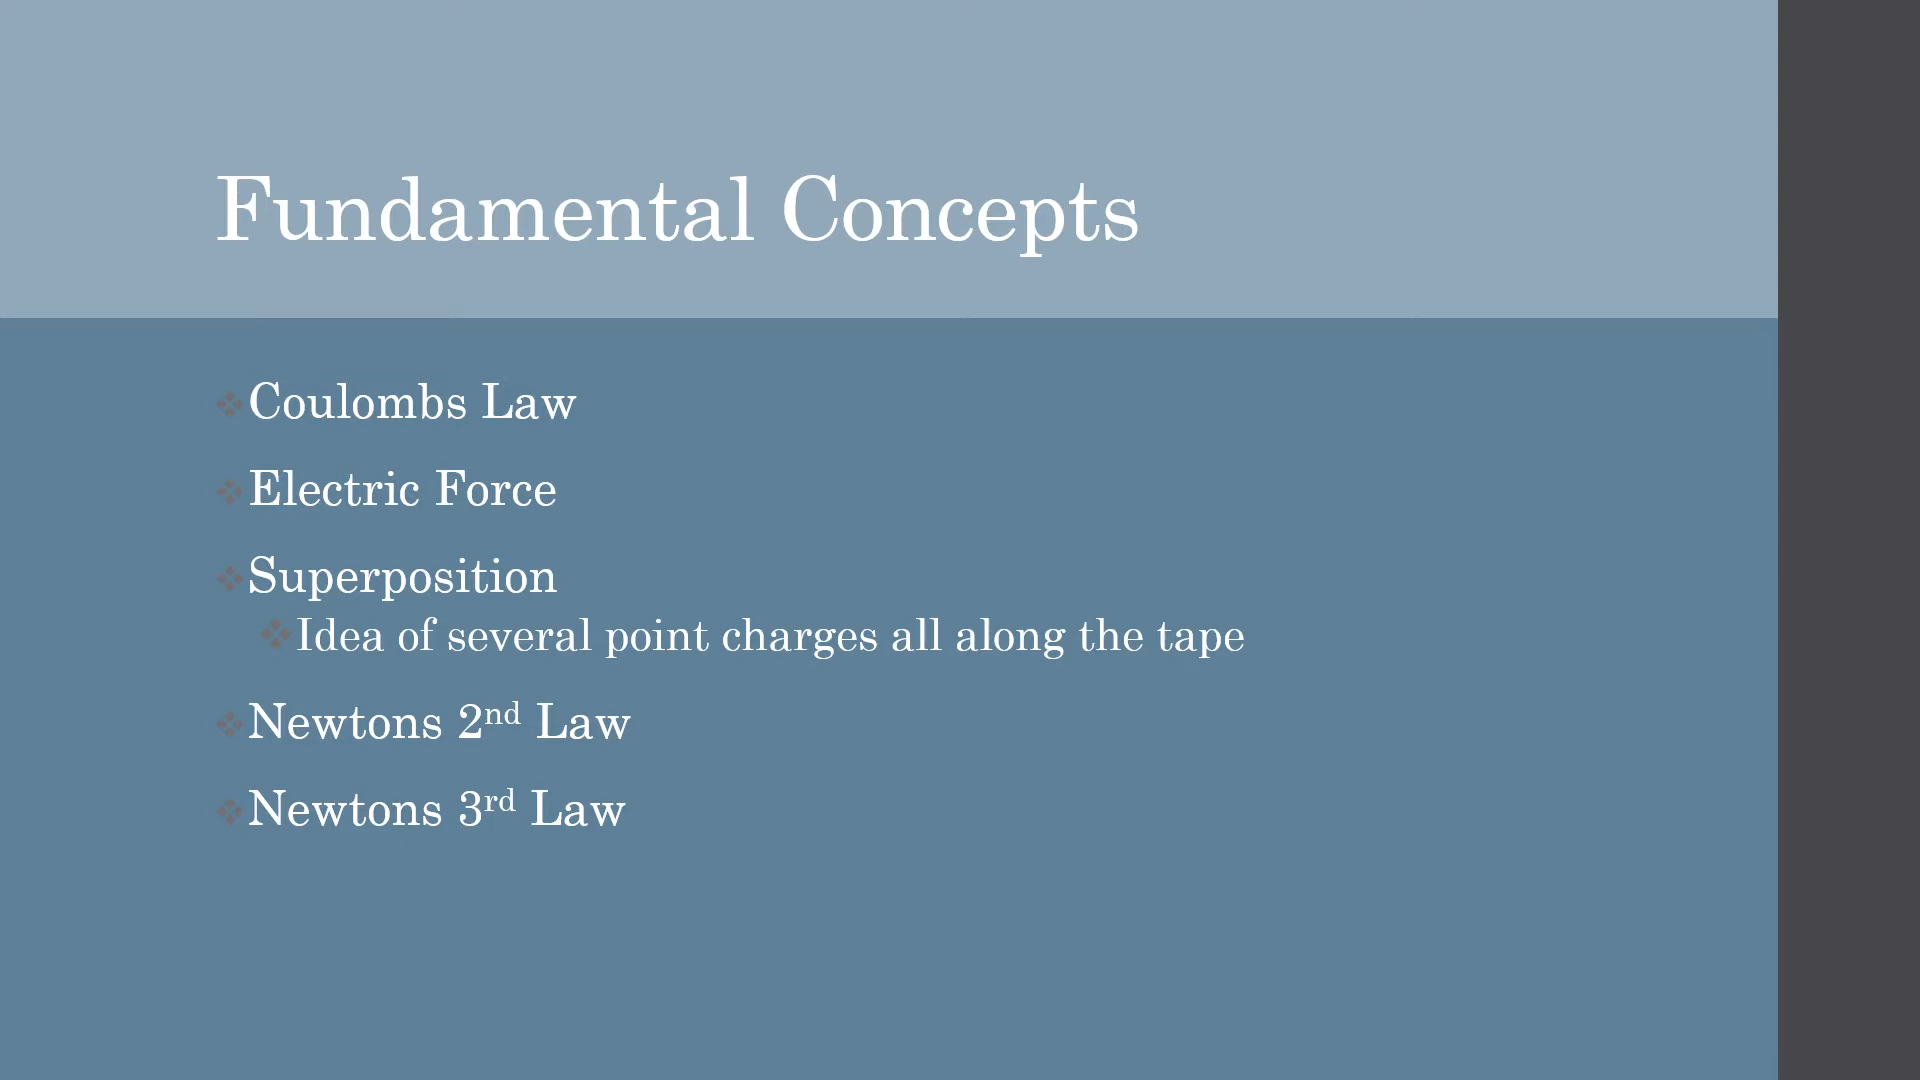 Fundamental Concepts
Coulombs Law
Electric Force
Superposition
Idea of several point charges all along the tape
Newtons 2nd Law
Newtons 3rd Law